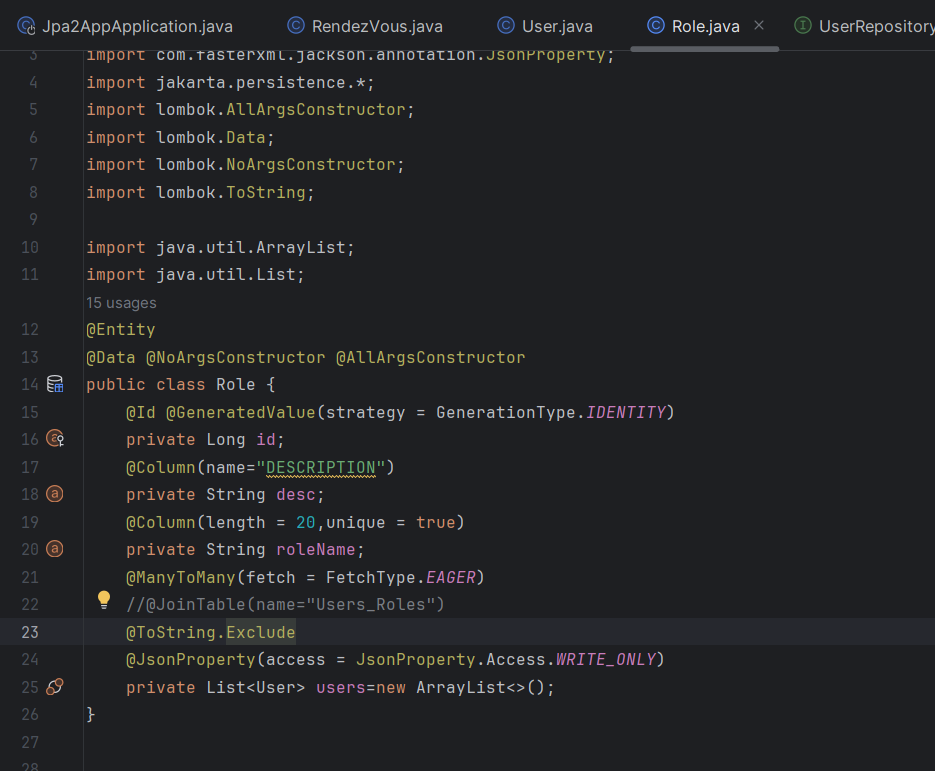 Jpa2AppApplication.java RendezVous.java User.java Role.java UserRepository
3 import com.fasterxml.jackson.annotation.JsonProperty;
4 import jakarta.persistence.*;
5 import lombok.AllArgsConstructor;
6 import lombok.Data;
7 import lombok.NoArgsConstructor;
8 import lombok.ToString;
9
10 import java.util.ArrayList;
11 import java.util.List;
15 usages
12 @Entity
13 @Data @NoArgsConstructor @AllArgsConstructor
14 public class Role {
15 @Id @GeneratedValue(strategy = GenerationType.IDENTITY)
16 private Long id;
17 @Column(name="DESCRIPTION")
18 private String desc;
19 @Column(length = 20,unique = true)
20 private String roleName;
21 @ManyToMany(fetch = FetchType.EAGER)
22 //@JoinTable(name="Users_Roles")
23 @ToString.Exclude
24 @JsonProperty(access = JsonProperty.Access.WRITE_ONLY)
25 private List<User> users=new ArrayList<>();
26 }
27
28